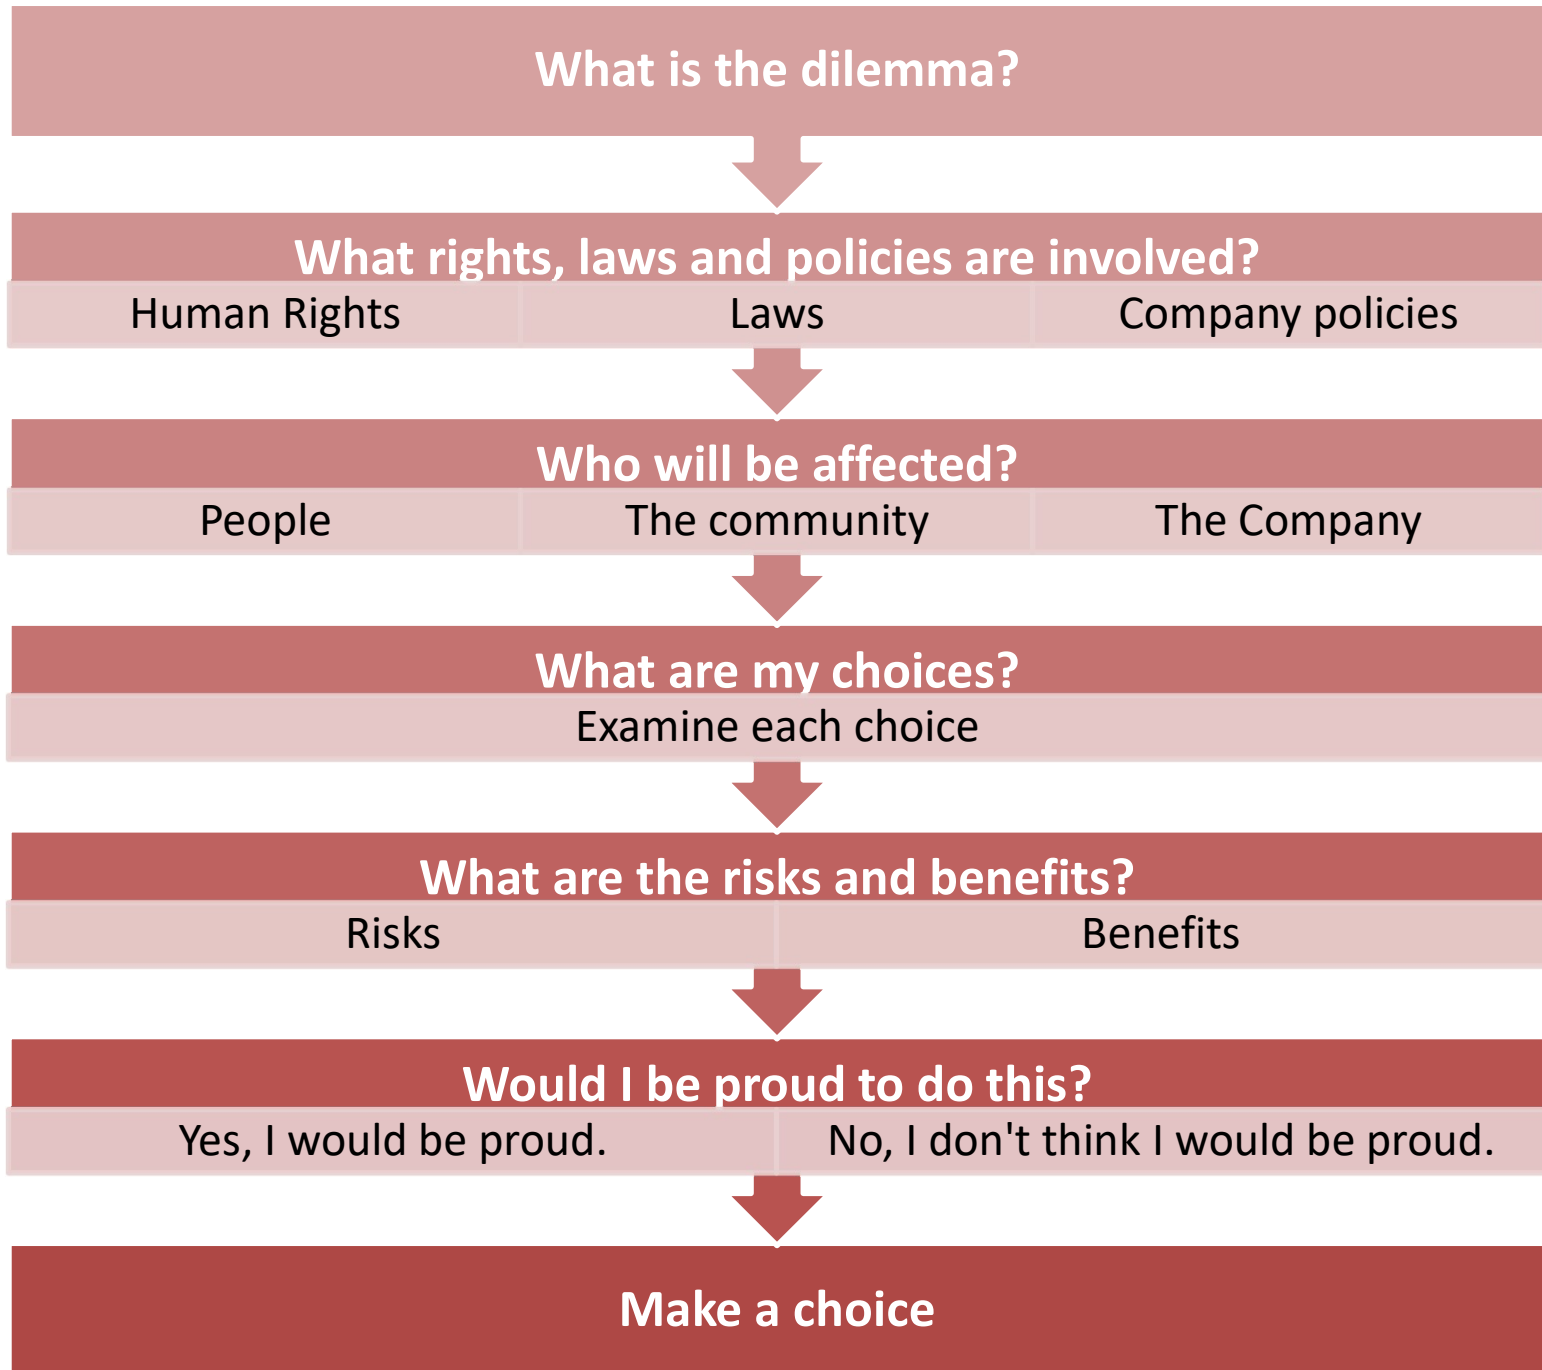 What is the dilemma?
What rights, laws and policies are involved?
Human Rights
Laws
Company policies
Who will be affected?
People
The community
The Company
What are my choices?
Examine each choice
What are the risks and benefits?
Risks
Benefits
Would I be proud to do this?
Yes, I would be proud.
No, I don't think I would be proud.
Make a choice